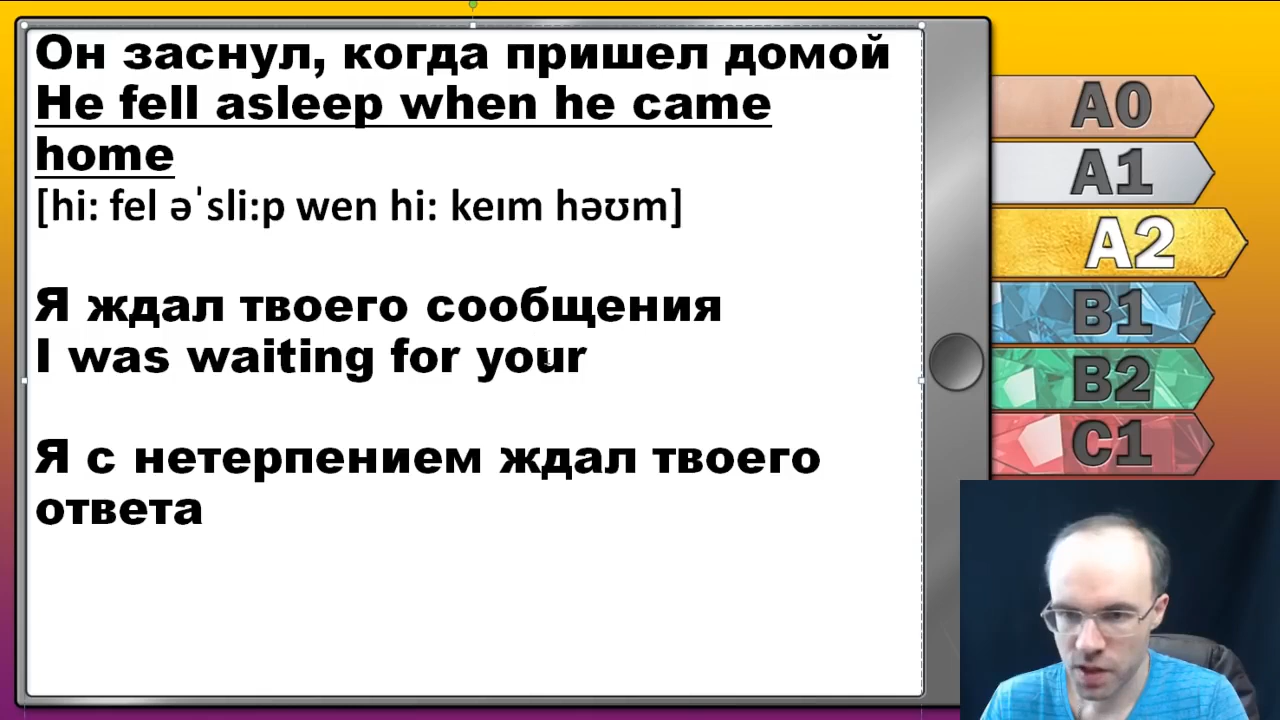 Он заснул, когда пришел домой
He fell asleep when he came
home
[hi: fel əˈsli:p wen hi: keɪm həʊm]
Я ждал твоего сообщения
I was waiting for your
Я с нетерпением ждал твоего
ответа
A0
A1
A2
B1
B2
C1